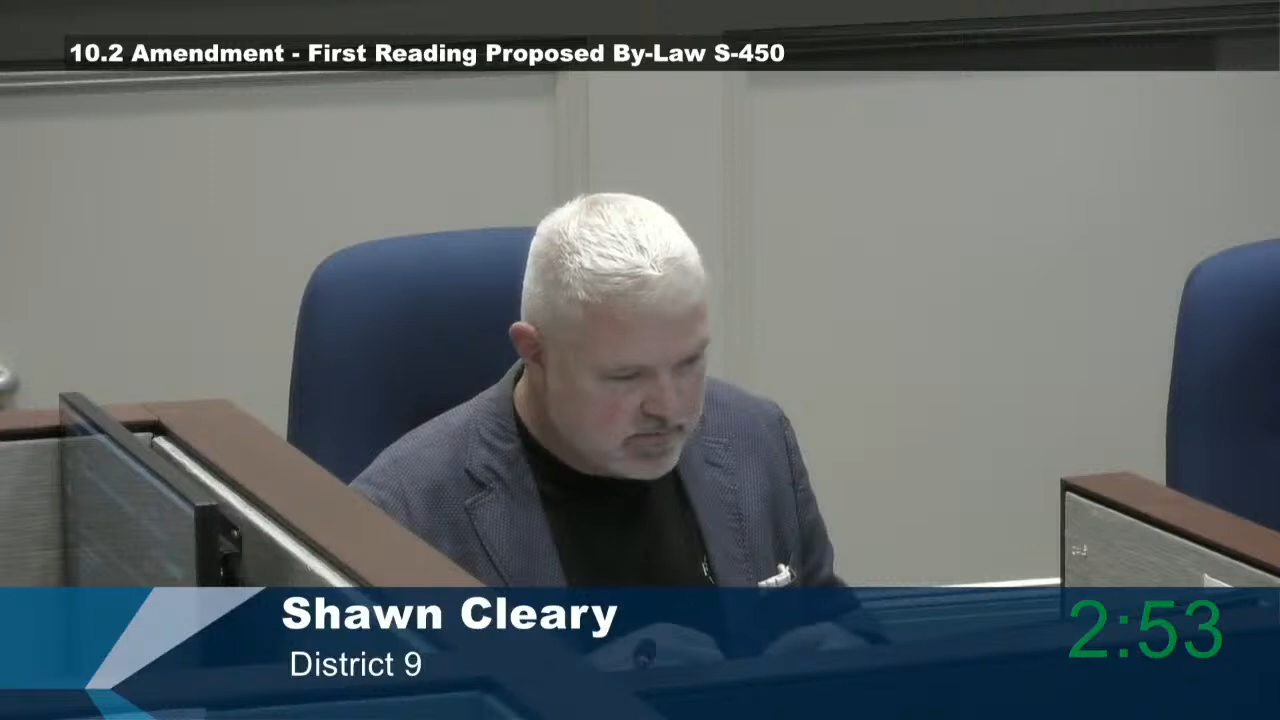 10.2 Amendment - First Reading Proposed By-Law S-450
Shawn Cleary
District 9
2:53